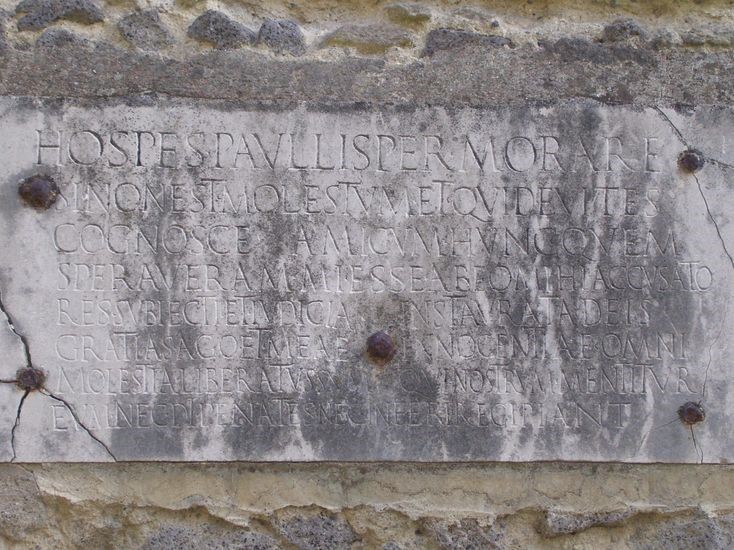 HOSPES PAVLLISPER MORARE
SI NON EST MOLESTVM ET QVID EVITES
COGNOSCE AMICVM HVNC QVEM
SPERAVERAM MI ESSE AB EO MIHI ACCVSATO
RES SVBIECTI ET IVDICIA INSTAVRATA DEIS
GRATIAS AGO ET MEAE OMNI
MOLESTIA LIBERATVS QVI NOSTRVM MENTITVR
EVM NEC DI PENATES NEC INFERI RECIPIANT